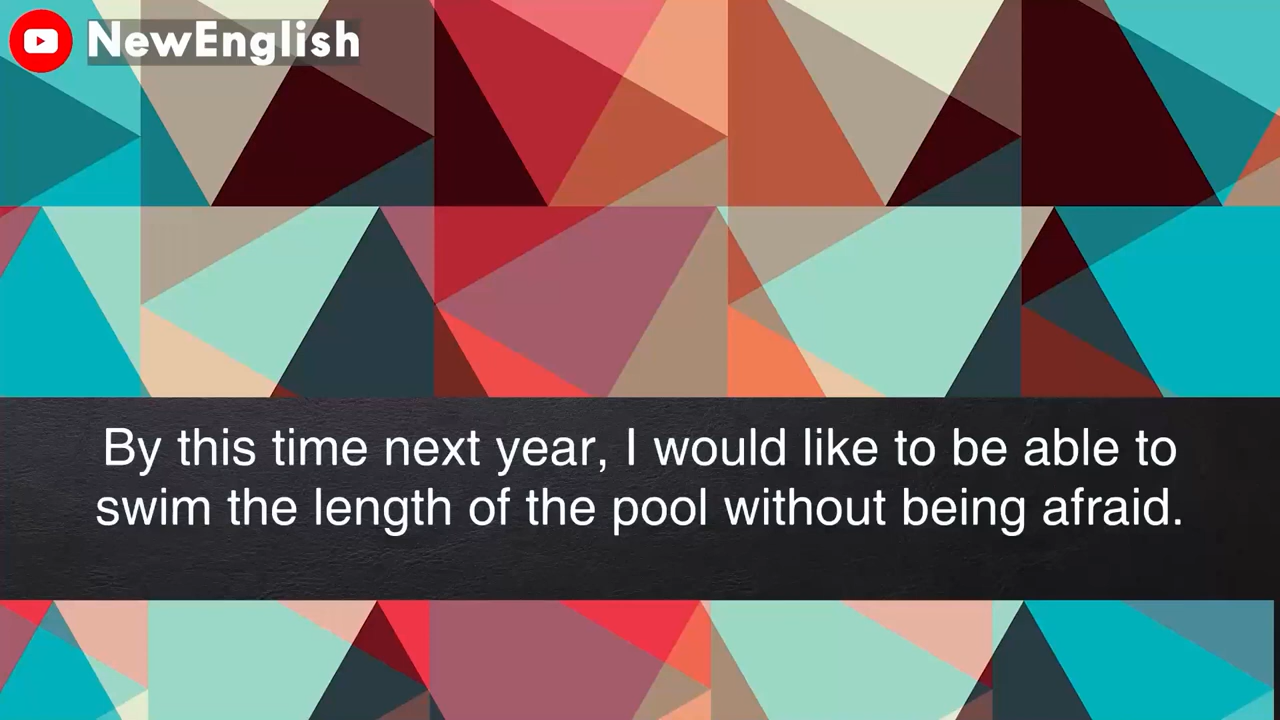 NewEnglish
By this time next year, I would like to be able to
swim the length of the pool without being afraid.